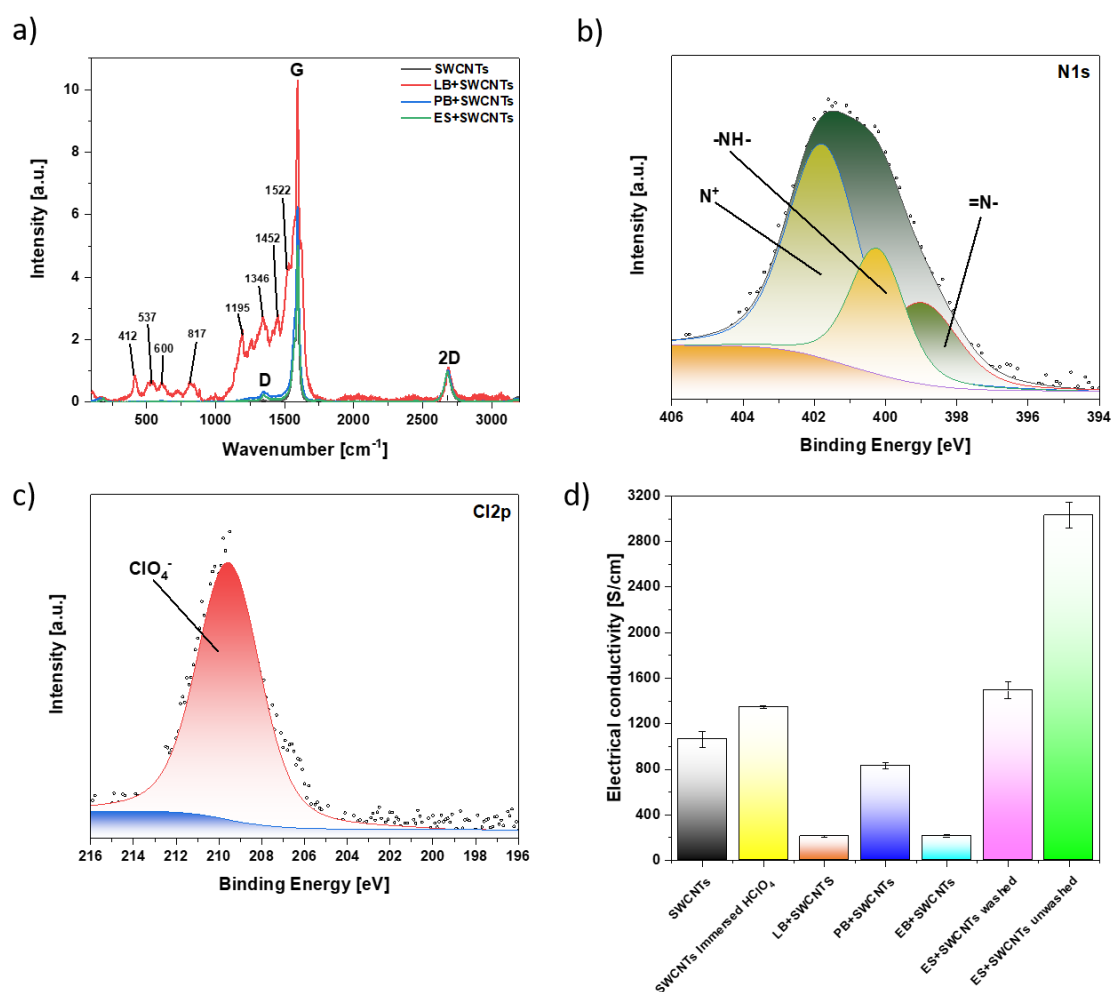 a)
G
SWCNTs
LB+SWCNTs
PB+SWCNTs
ES+SWCNTs
10
8
6
4
2
0
1522
1452
1346
1195
817
600
537
412
D
2D
500
1000
1500
2000
2500
3000
Intensity [a.u.]
Wavenumber [cm⁻¹]
b)
N1s
-NH-
N⁺
=N-
406
404
402
400
398
396
394
Intensity [a.u.]
Binding Energy [eV]
c)
Cl2p
ClO₄⁻
216
214
212
210
208
206
204
202
200
198
196
Intensity [a.u.]
Binding Energy [eV]
d)
3200
2800
2400
2000
1600
1200
800
400
0
Electrical conductivity [S/cm]
SWCNTs
SWCNTs Immersed HClO₄
LB+SWCNTS
PB+SWCNTs
EB+SWCNTs
ES+SWCNTs washed
ES+SWCNTs unwashed